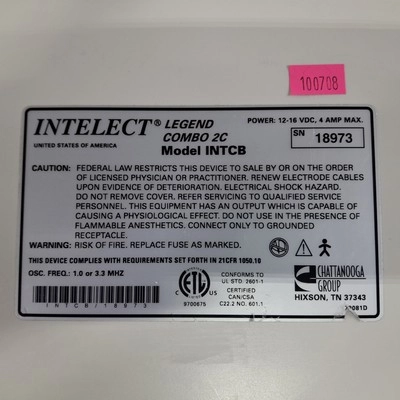 100708
INTELECT® LEGEND
COMBO 2C
UNITED STATES OF AMERICA
Model INTCB
POWER: 12-16 VDC, 4 AMP MAX.
SN 18973
CAUTION: FEDERAL LAW RESTRICTS THIS DEVICE TO SALE BY OR ON THE ORDER
OF LICENSED PHYSICIAN OR PRACTITIONER. RENEW ELECTRODE CABLES
UPON EVIDENCE OF DETERIORATION. ELECTRICAL SHOCK HAZARD.
DO NOT REMOVE COVER. REFER SERVICING TO QUALIFIED SERVICE
PERSONNEL. THIS EQUIPMENT HAS AN OUTPUT WHICH IS CAPABLE OF
CAUSING A PHYSIOLOGICAL EFFECT. DO NOT USE IN THE PRESENCE OF
FLAMMABLE ANESTHETICS. CONNECT ONLY TO GROUNDED
RECEPTACLE.
WARNING: RISK OF FIRE. REPLACE FUSE AS MARKED.
THIS DEVICE COMPLIES WITH REQUIREMENTS SET FORTH IN 21CFR 1050.10
OSC. FREQ.: 1.0 or 3.3 MHZ
INTCB/18973
ETL
9700675
CONFORMS TO
UL STD. 2601-1
CERTIFIED
CAN/CSA
C22.2 NO. 601.1
CHATTANOOGA
GROUP
HIXSON, TN 37343